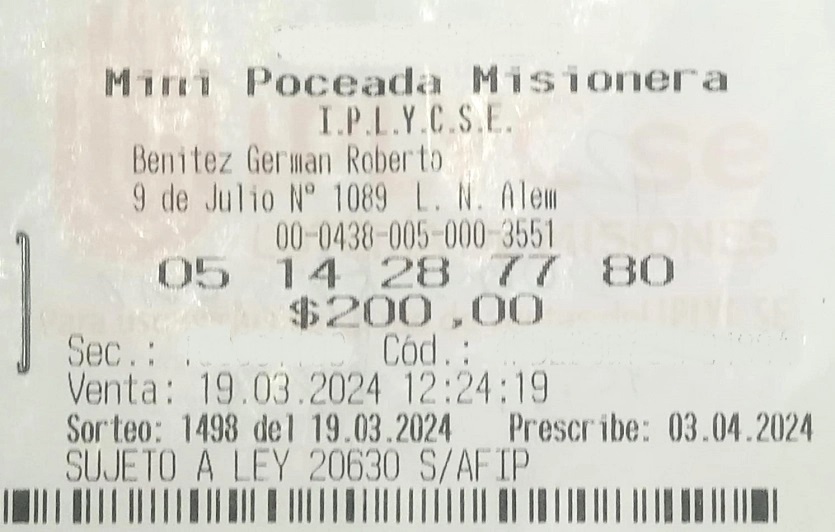 Mini Poceada Misionera
I.P.L.Y.C.S.E.
Benitez German Roberto
9 de Julio Nº 1089 L. N. Alem
00-0438-005-000-3551
05 14 28 77 80
$200,00
Sec.: Cód.:
Venta: 19.03.2024 12:24:19
Sorteo: 1498 del 19.03.2024 Prescribe: 03.04.2024
SUJETO A LEY 20630 S/AFIP